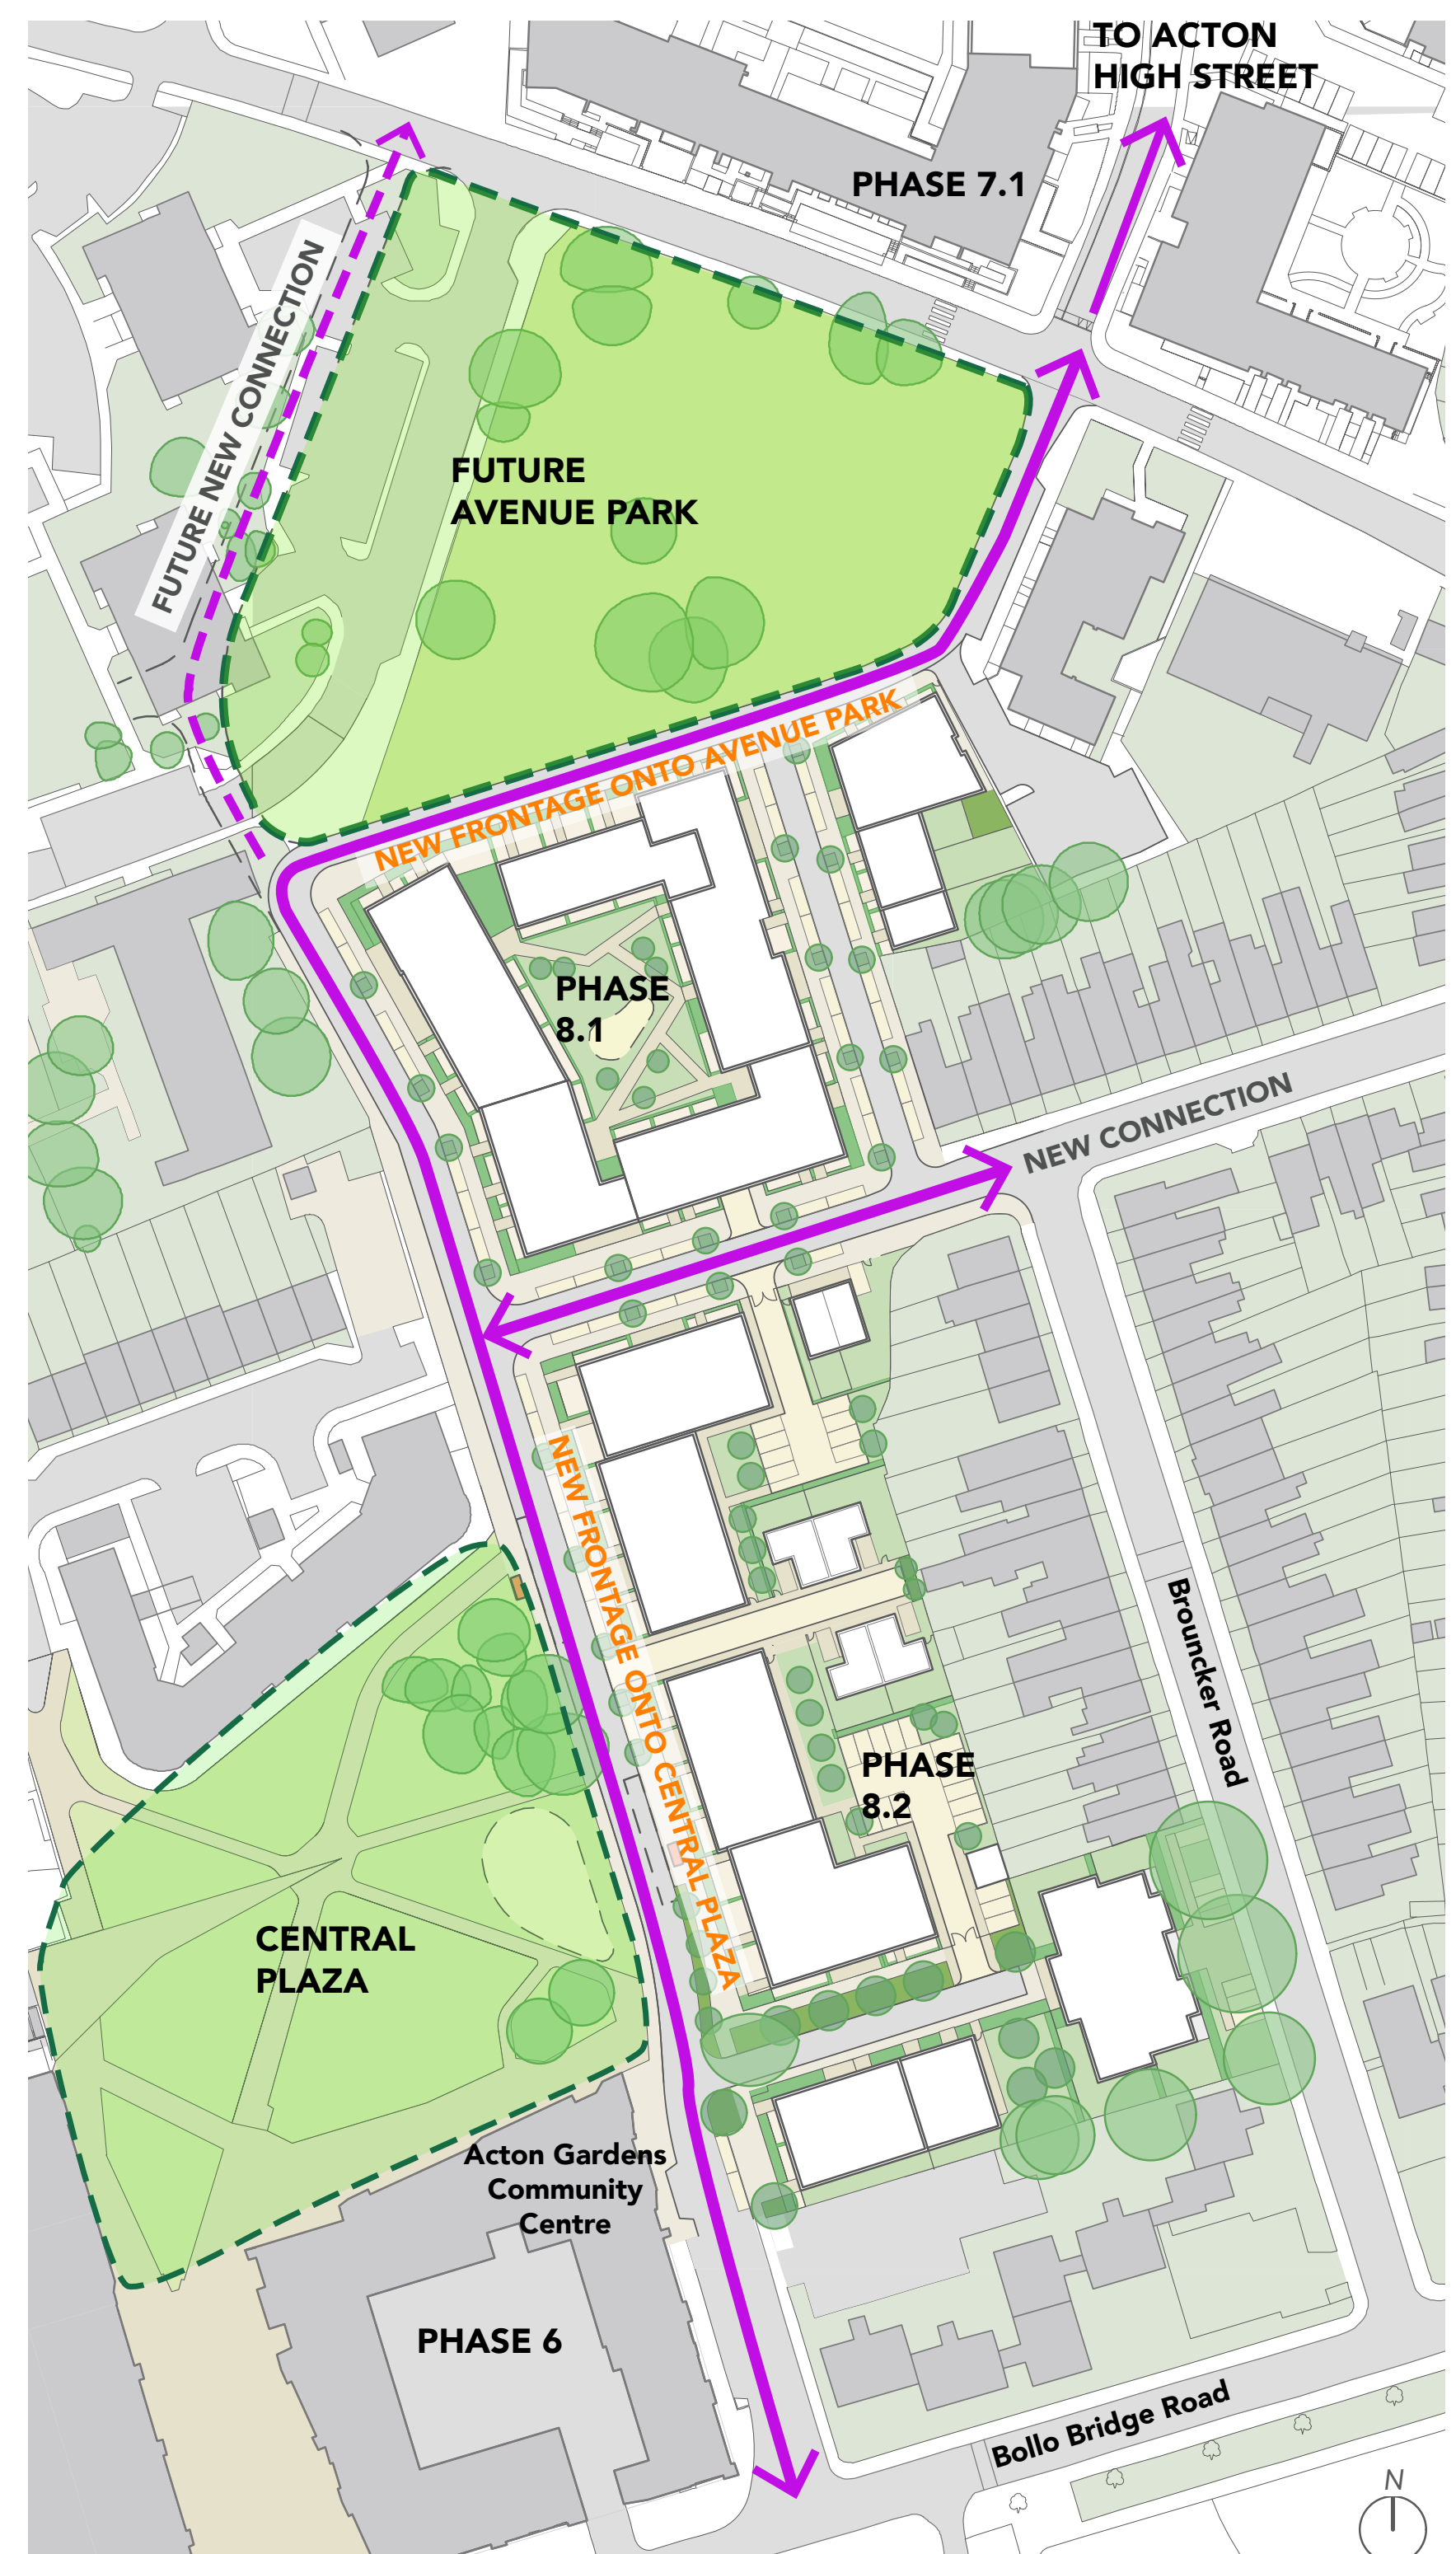 TO ACTON
HIGH STREET
PHASE 7.1
FUTURE NEW CONNECTION
FUTURE
AVENUE PARK
NEW FRONTAGE ONTO AVENUE PARK
PHASE
8.1
NEW CONNECTION
NEW FRONTAGE ONTO CENTRAL PLAZA
Brouncker Road
PHASE
8.2
CENTRAL
PLAZA
Acton Gardens
Community
Centre
PHASE 6
Bollo Bridge Road
N